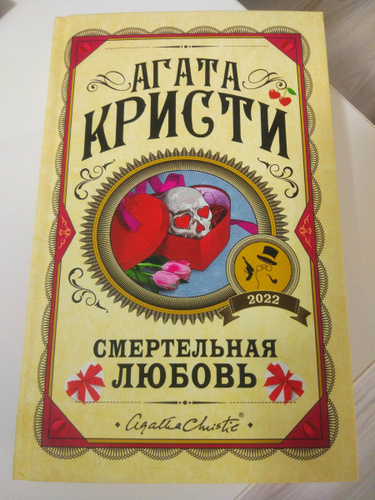 АГАТА
КРИСТИ
2022
СМЕРТЕЛЬНАЯ
ЛЮБОВЬ
Agatha Christie®